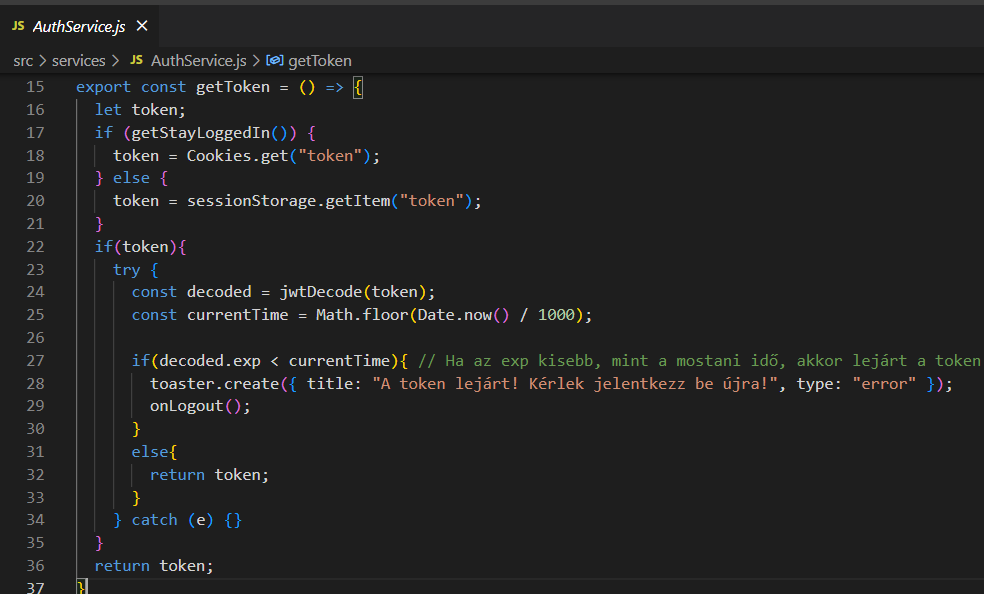 JS AuthService.js ×
src > services > JS AuthService.js > getToken
15 export const getToken = () => {
16 let token;
17 if (getStayLoggedIn()) {
18 token = Cookies.get("token");
19 } else {
20 token = sessionStorage.getItem("token");
21 }
22 if(token){
23 try {
24 const decoded = jwtDecode(token);
25 const currentTime = Math.floor(Date.now() / 1000);
26
27 if(decoded.exp < currentTime){ // Ha az exp kisebb, mint a mostani idő, akkor lejárt a token
28 toaster.create({ title: "A token lejárt! Kérlek jelentkezz be újra!", type: "error" });
29 onLogout();
30 }
31 else{
32 return token;
33 }
34 } catch (e) {}
35 }
36 return token;
37 }